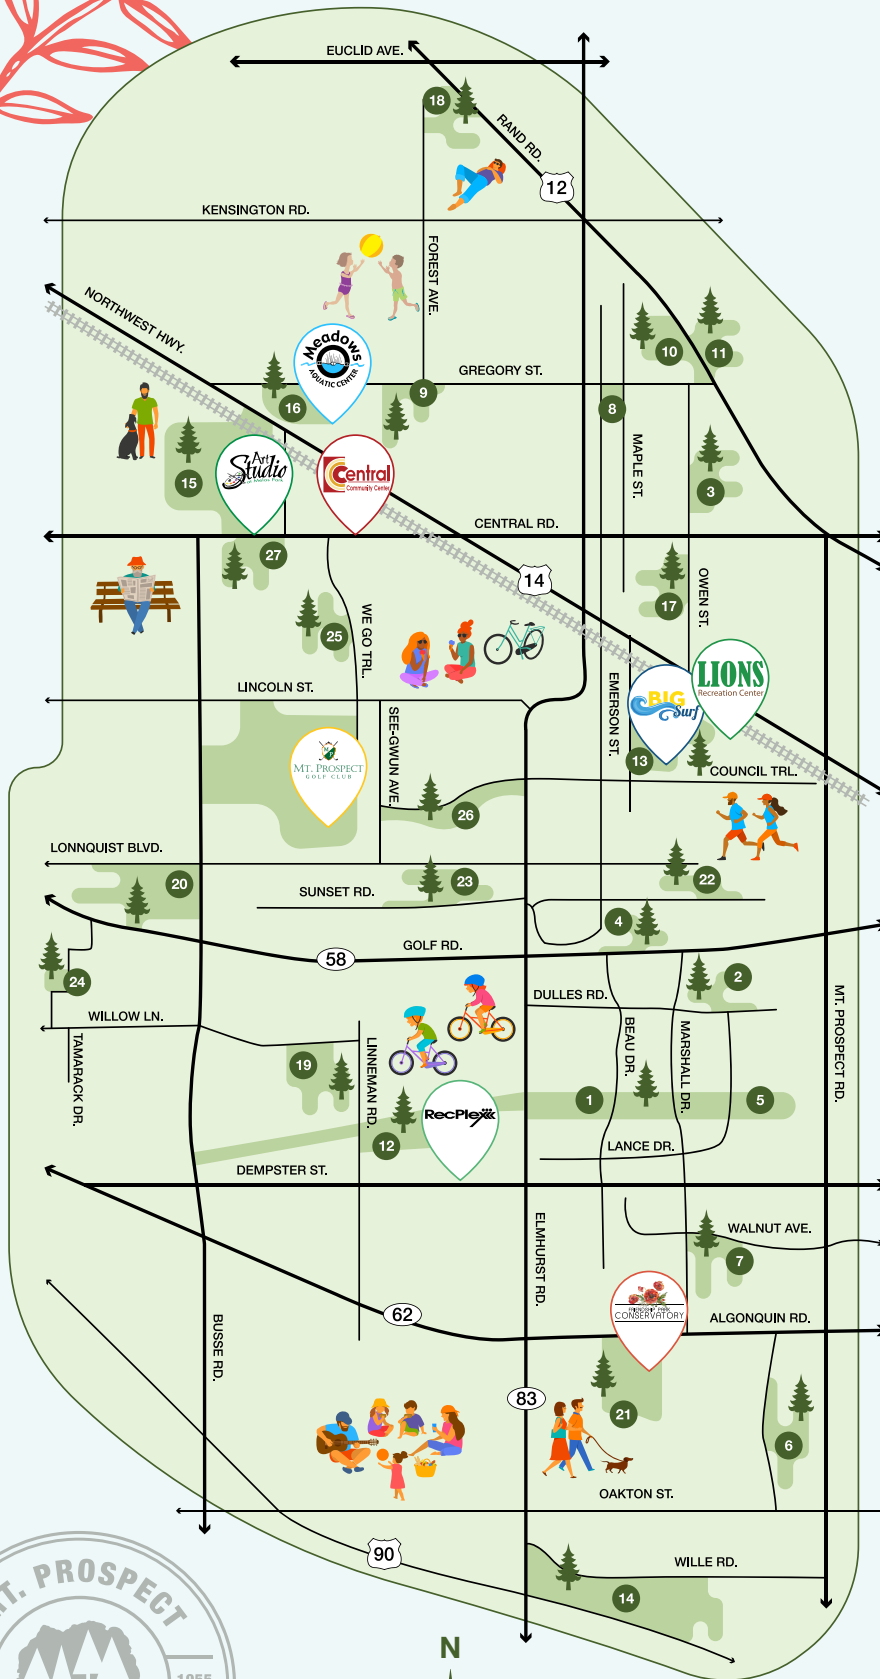 EUCLID AVE.
18
RAND RD.
12
KENSINGTON RD.
FOREST AVE.
NORTHWEST HWY.
Meadows
AQUATIC CENTER
10
11
GREGORY ST.
16
9
8
MAPLE ST.
15
Art
Studio
Central
Community Center
3
CENTRAL RD.
27
14
17
OWEN ST.
25
WE GO TRL.
LINCOLN ST.
SEE-GWUN AVE.
EMERSON ST.
LIONS
Recreation Center
BIG
Surf
13
COUNCIL TRL.
MT. PROSPECT
GOLF CLUB
26
LONNQUIST BLVD.
20
23
22
SUNSET RD.
4
GOLF RD.
58
24
2
DULLES RD.
WILLOW LN.
TAMARACK DR.
LINNEMAN RD.
BEAU DR.
MARSHALL DR.
MT. PROSPECT RD.
19
1
5
12
RecPlex
LANCE DR.
DEMPSTER ST.
ELMHURST RD.
WALNUT AVE.
7
FRIENDSHIP PARK
CONSERVATORY
62
ALGONQUIN RD.
BUSSE RD.
83
21
6
OAKTON ST.
90
WILLE RD.
14
T. PROSPECT
1955
N